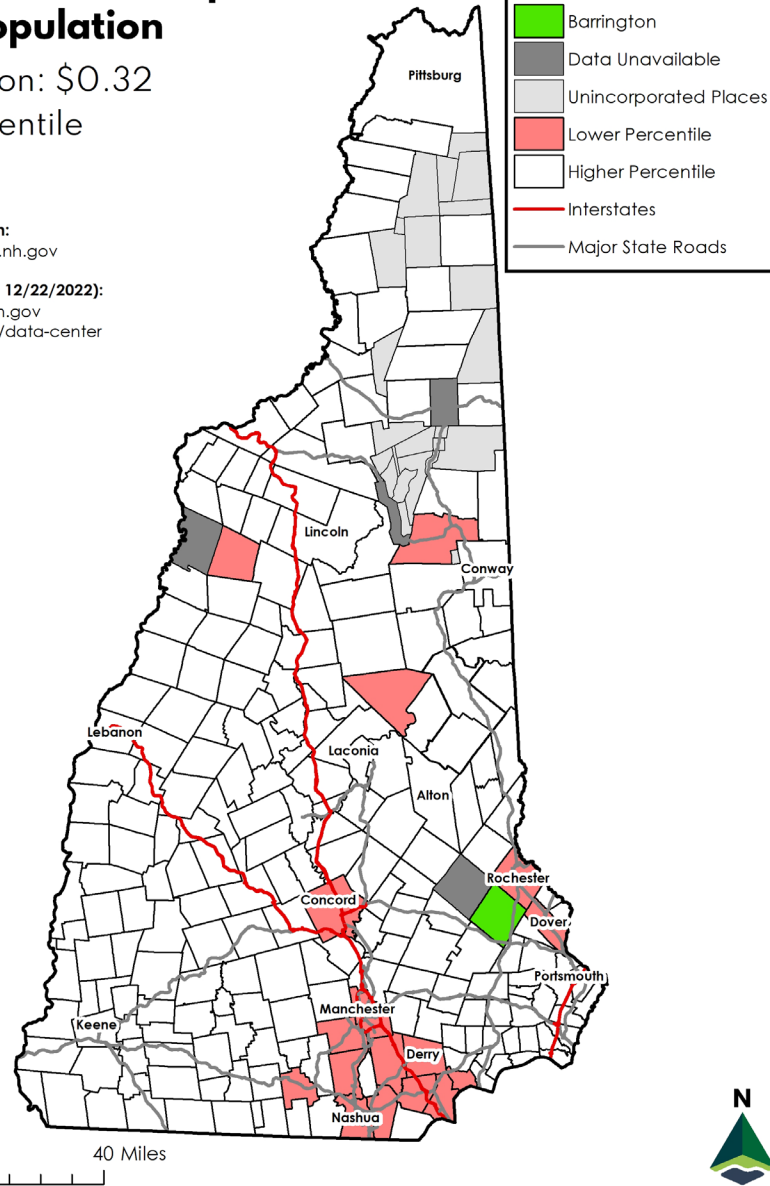 opulation
on: $0.32
entile
n:
.nh.gov
12/22/2022):
n.gov
/data-center
Barrington
Data Unavailable
Unincorporated Places
Lower Percentile
Higher Percentile
Interstates
Major State Roads
Pittsburg
Lincoln
Conway
Lebanon
Laconia
Alton
Rochester
Concord
Dover
Portsmouth
Manchester
Keene
Derry
Nashua
40 Miles
N